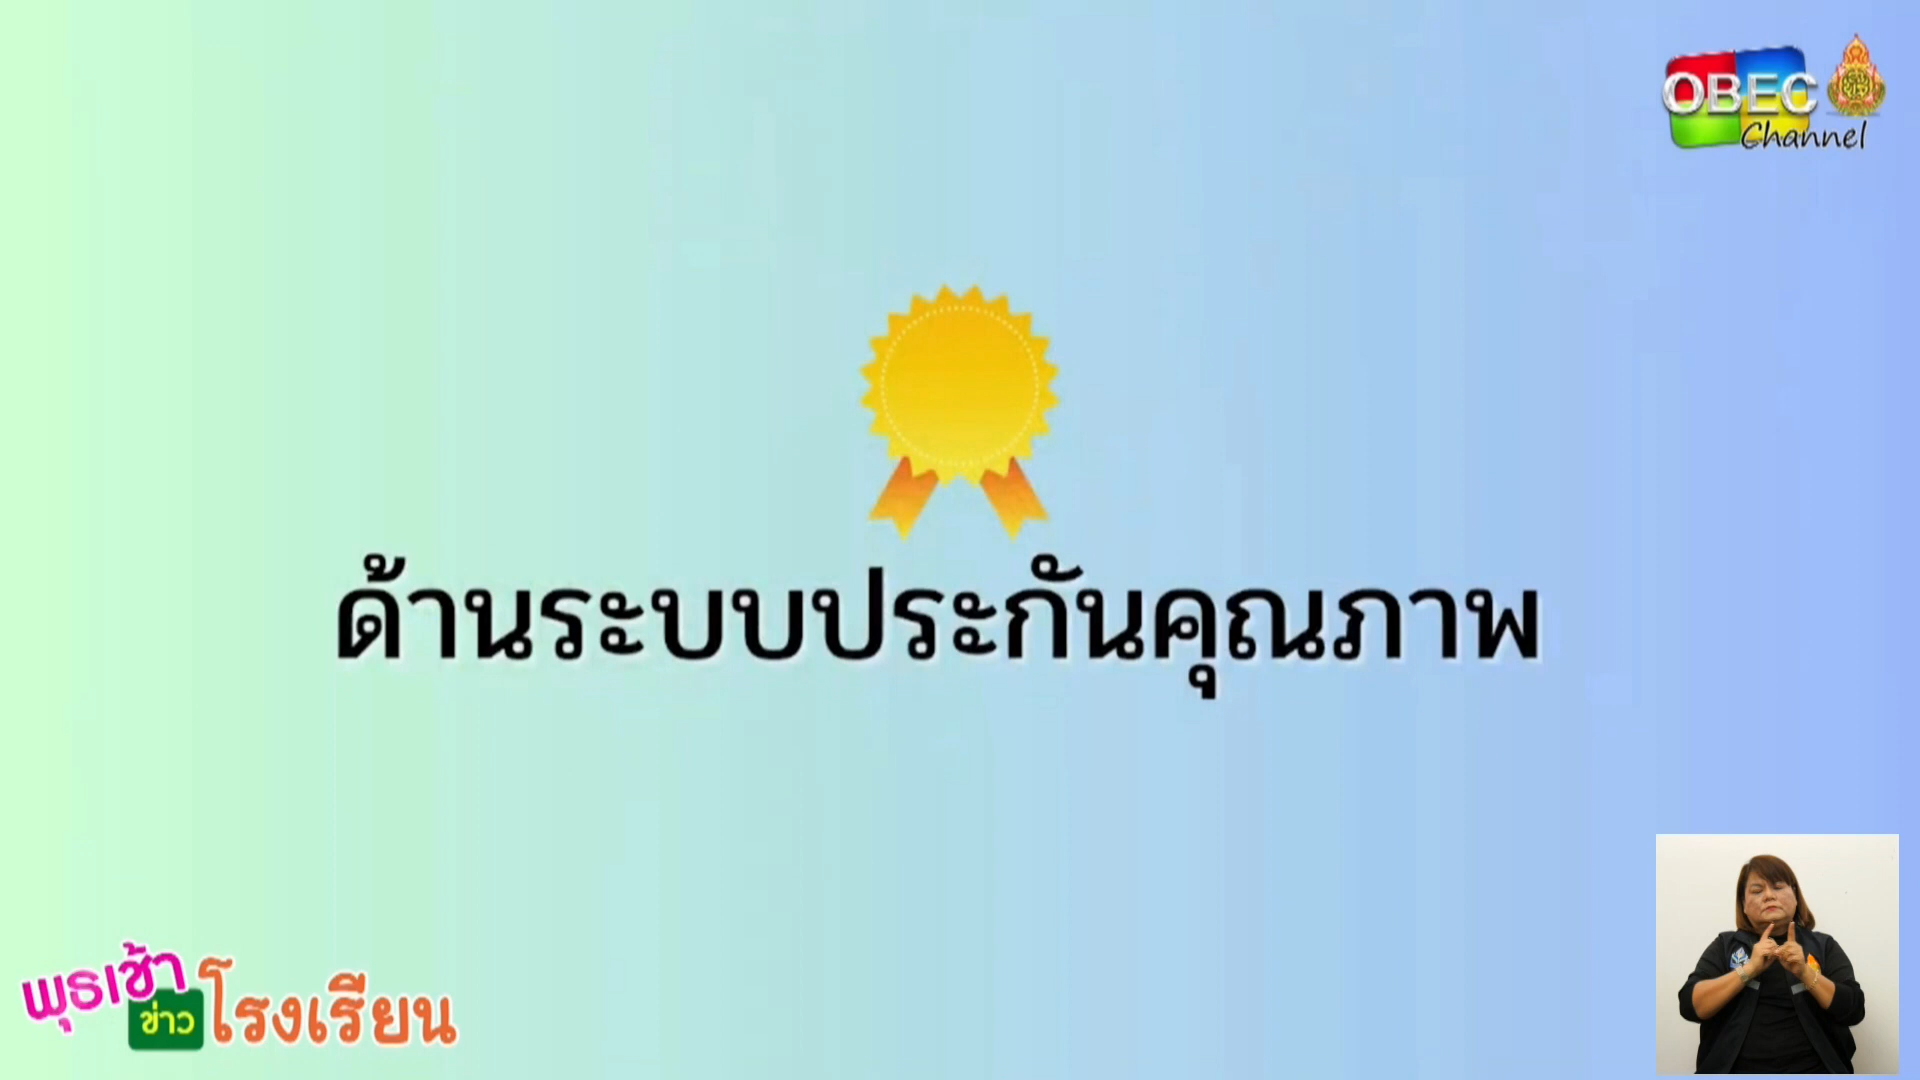 OBEC
Channel
ด้านระบบประกันคุณภาพ
พุธเช้า
ข่าว
โรงเรียน